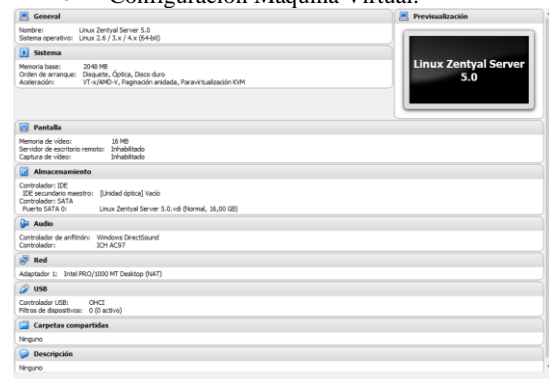 Configuración Máquina Virtual.
General
Nombre: Linux Zentyal Server 5.0
Sistema operativo: Linux 2.6 / 3.x / 4.x (64-bit)
Previsualización
Linux Zentyal Server
5.0
Sistema
Memoria base: 2048 MB
Orden de arranque: Disquete, Óptica, Disco duro
Aceleración: VT-x/AMD-V, Paginación anidada, Paravirtualización KVM
Pantalla
Memoria de vídeo: 16 MB
Servidor de escritorio remoto: Inhabilitado
Captura de vídeo: Inhabilitado
Almacenamiento
Controlador: IDE
IDE secundario maestro: [Unidad óptica] Vacío
Controlador: SATA
Puerto SATA 0: Linux Zentyal Server 5.0.vdi (Normal, 16,00 GB)
Audio
Controlador de anfitrión: Windows DirectSound
Controlador: ICH AC97
Red
Adaptador 1: Intel PRO/1000 MT Desktop (NAT)
USB
Controlador USB: OHCI
Filtros de dispositivos: 0 (0 activo)
Carpetas compartidas
Ninguno
Descripción
Ninguno